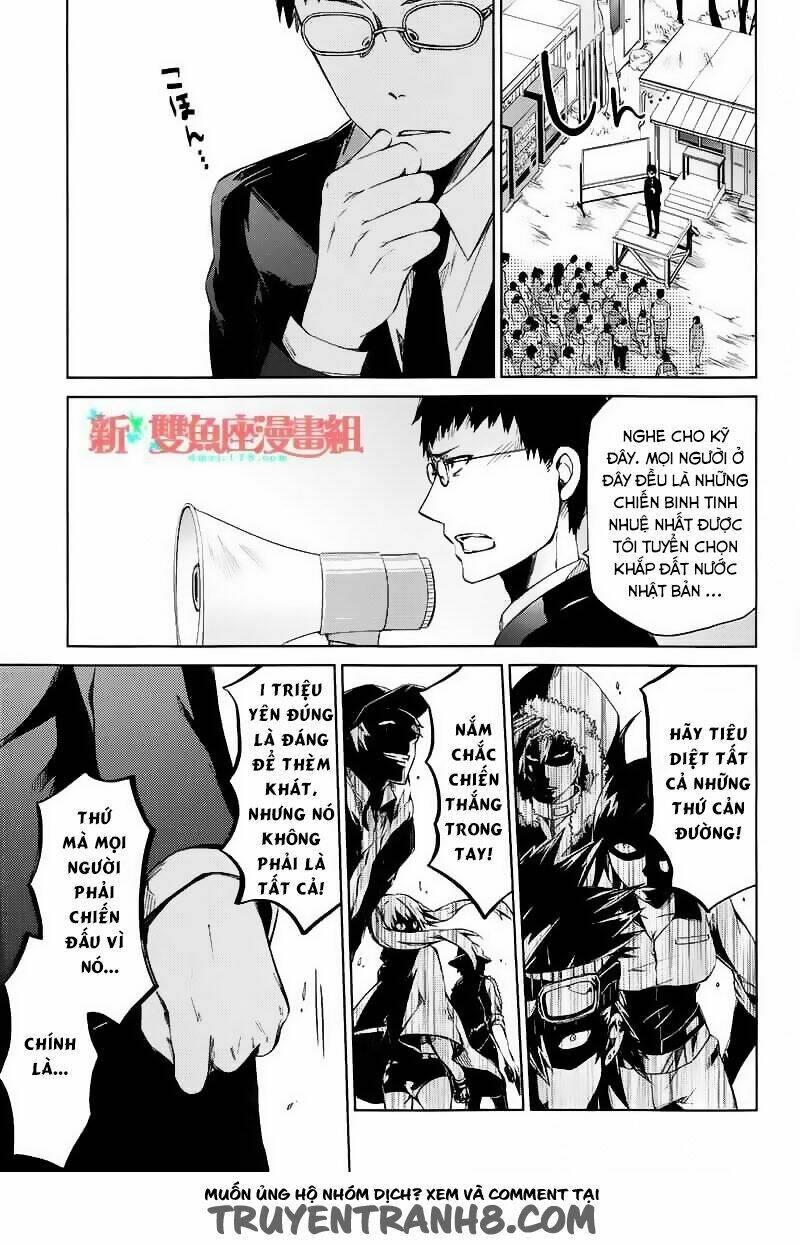 しん
こほん…
NGHE CHO KỸ
ĐÂY. MỌI NGƯỜI Ở
ĐÂY ĐỀU LÀ NHỮNG
CHIẾN BỊNH TINH
NHUỆ NHẤT ĐƯỢC
TÔI TUYỂN CHỌN
KHẮP ĐẤT NƯỚC
NHẬT BẢN ...
新 雙魚座漫畫組
HÃY TIÊU
DIỆT TẤT
CẢ NHỮNG
THỨ CẢN
ĐƯỜNG!
NẮM
CHẮC
CHIẾN
THẮNG
TRONG
TAY!
1 TRIỆU
YÊN ĐÚNG
LÀ ĐÁNG
ĐỂ THÈM
KHÁT,
NHƯNG NÓ
KHÔNG
PHẢI LÀ
TẤT CẢ!
THỨ
MÀ MỌI
NGƯỜI
PHẢI
CHIẾN
ĐẤU VÌ
NÓ...
CHÍNH
LÀ...
MUỐN ỦNG HỘ NHÓM DỊCH? XEM VÀ COMMENT TẠI
TRUYENTRANH8.COM